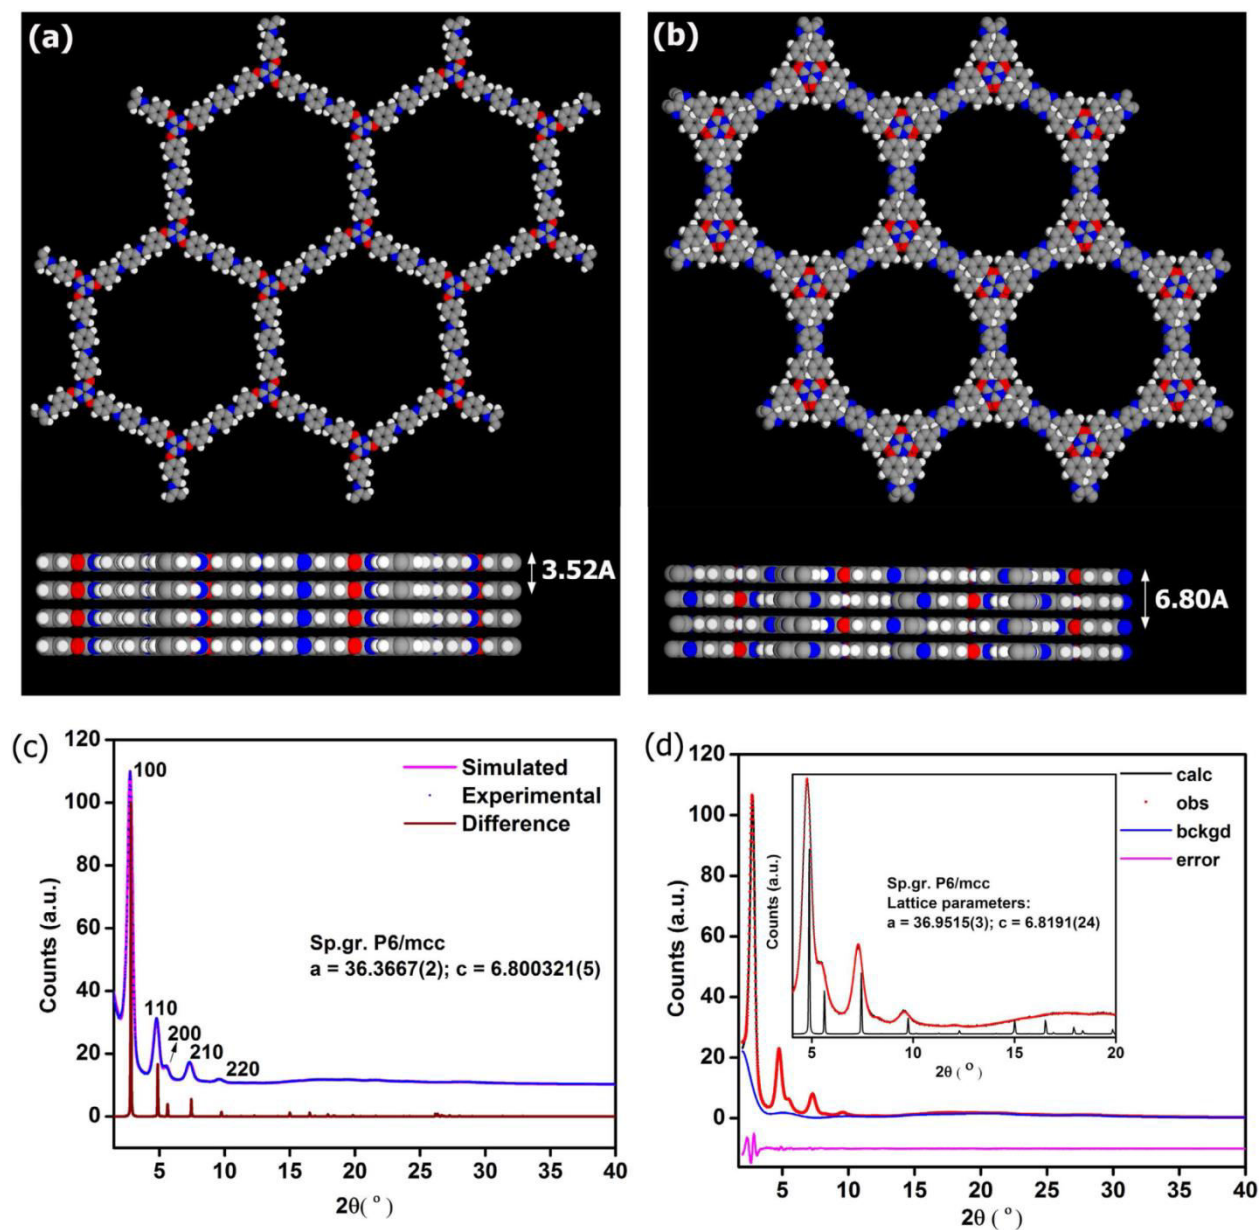 (a)
(b)
3.52A
6.80A
(c)
120
100
80
60
40
20
0
5
10
15
20
25
30
35
40
Counts (a.u.)
2θ( °)
100
110
200
210
220
Simulated
Experimental
Difference
Sp.gr. P6/mcc
a = 36.3667(2); c = 6.800321(5)
(d)
120
100
80
60
40
20
0
5
10
15
20
25
30
35
40
Counts (a.u.)
2θ ( °)
calc
obs
bckgd
error
Counts (a.u.)
Sp.gr. P6/mcc
Lattice parameters:
a = 36.9515(3); c = 6.8191(24)
5
10
15
20
2θ ( °)